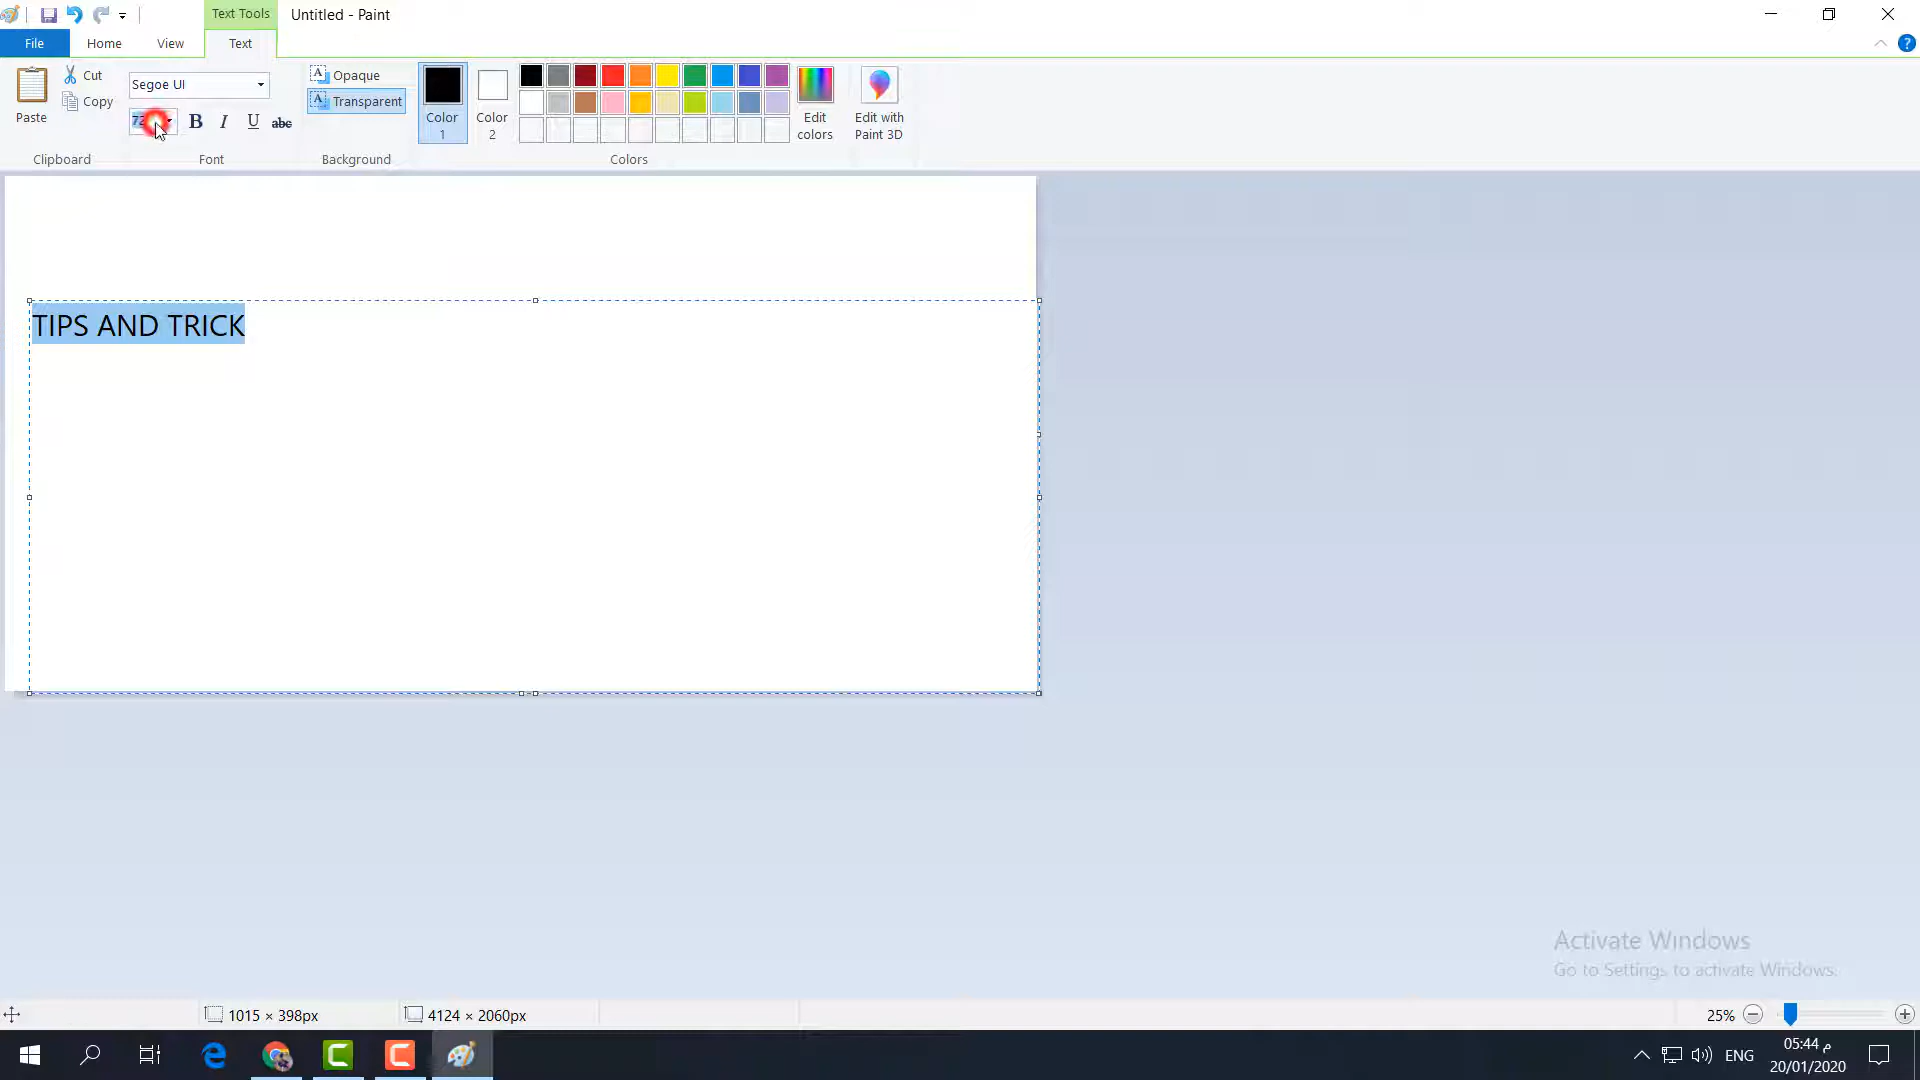 Text Tools
Untitled - Paint
File
Home
View
Text
Paste
Cut
Copy
Clipboard
Segoe UI
72
B
I
U
abc
Font
A Opaque
A Transparent
Background
Color 1
Color 2
Edit colors
Edit with Paint 3D
Colors
TIPS AND TRICK
Activate Windows
Go to Settings to activate Windows.
1015 × 398px
4124 × 2060px
25%
ENG
05:44 م
20/01/2020